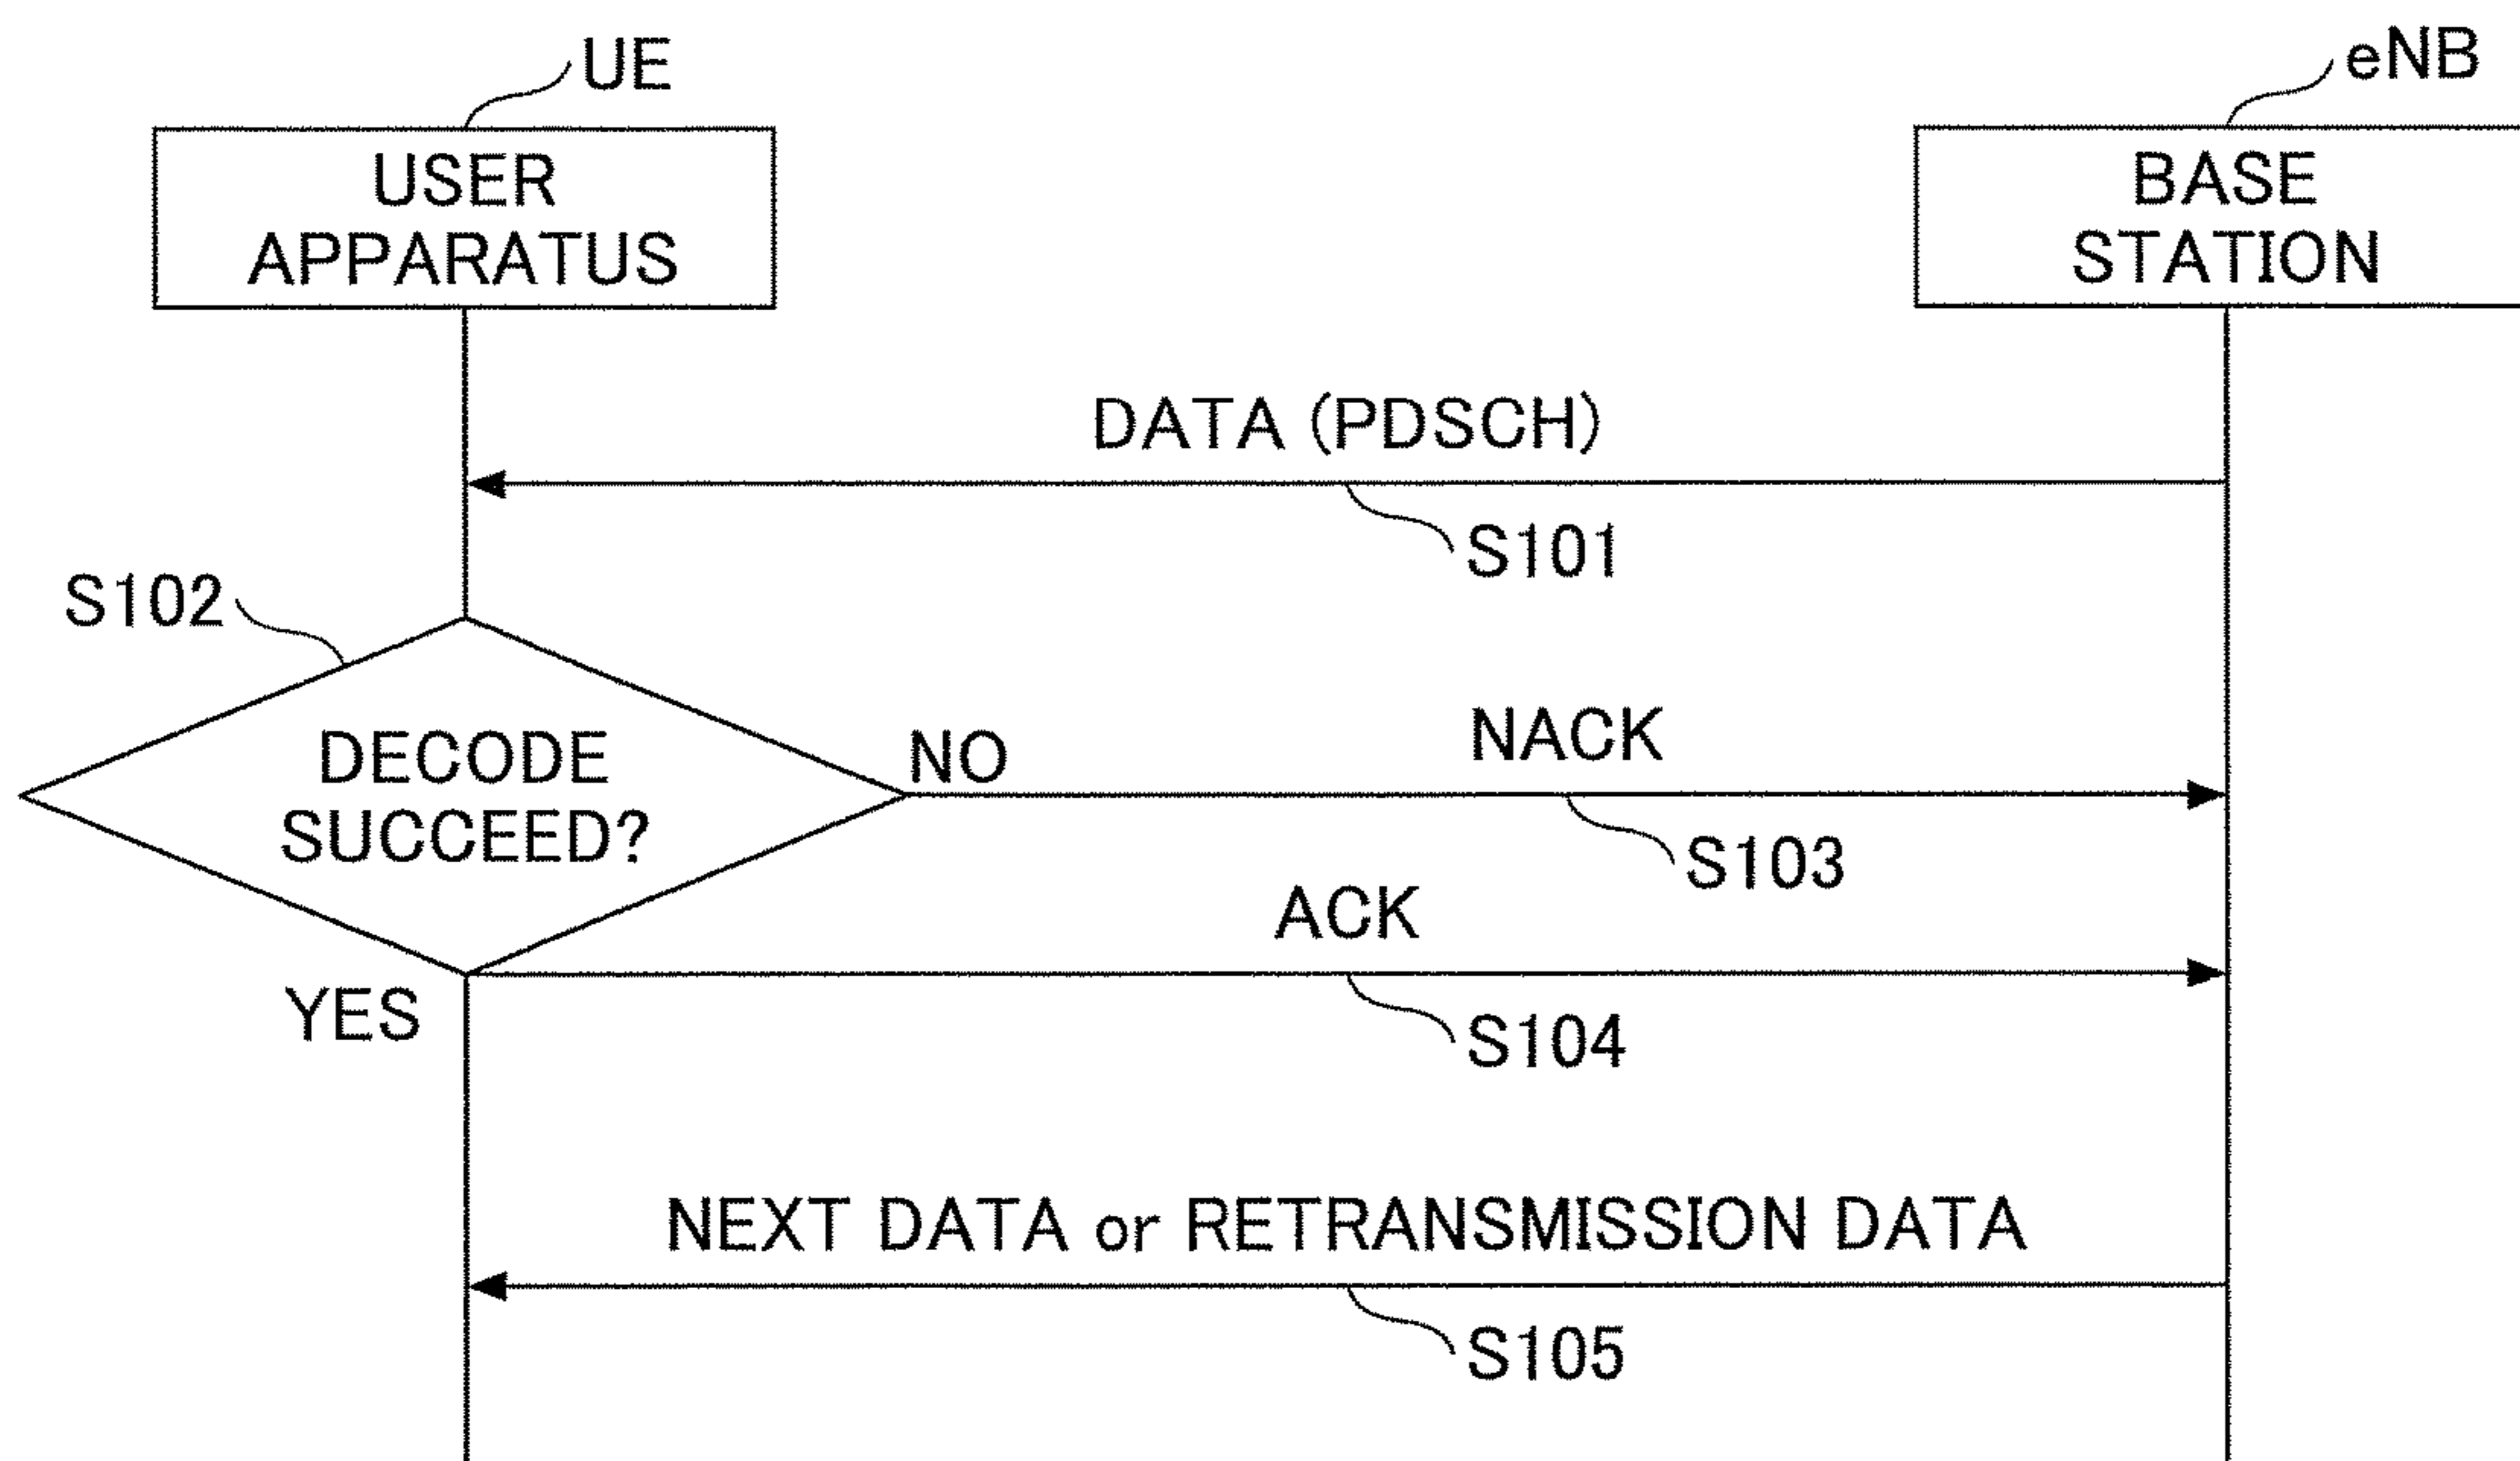 UE
eNB
USER
APPARATUS
BASE
STATION
DATA (PDSCH)
S101
S102
DECODE
SUCCEED?
NO
NACK
S103
ACK
YES
S104
NEXT DATA or RETRANSMISSION DATA
S105